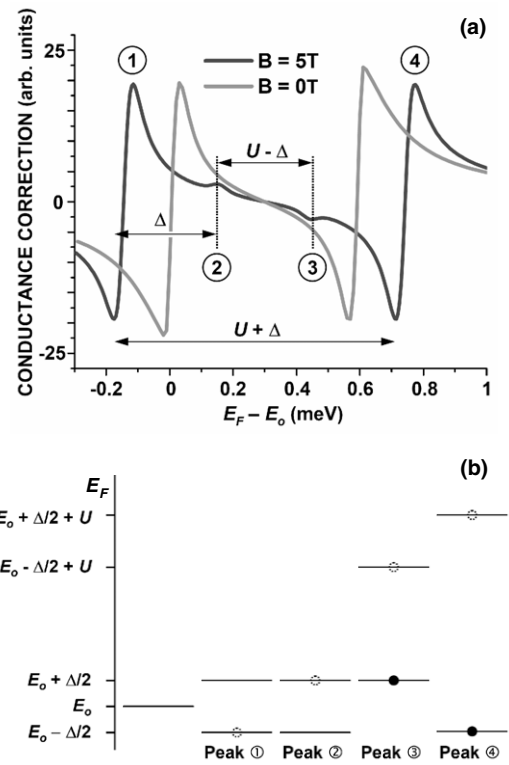 (a)
CONDUCTANCE CORRECTION (arb. units)
25
0
-25
1
4
B = 5T
B = 0T
U - Δ
Δ
2
3
U + Δ
-0.2
0
0.2
0.4
0.6
0.8
1
E_F – E_o (meV)
(b)
E_F
E_o + Δ/2 + U
E_o - Δ/2 + U
E_o + Δ/2
E_o
E_o – Δ/2
Peak ①
Peak ②
Peak ③
Peak ④